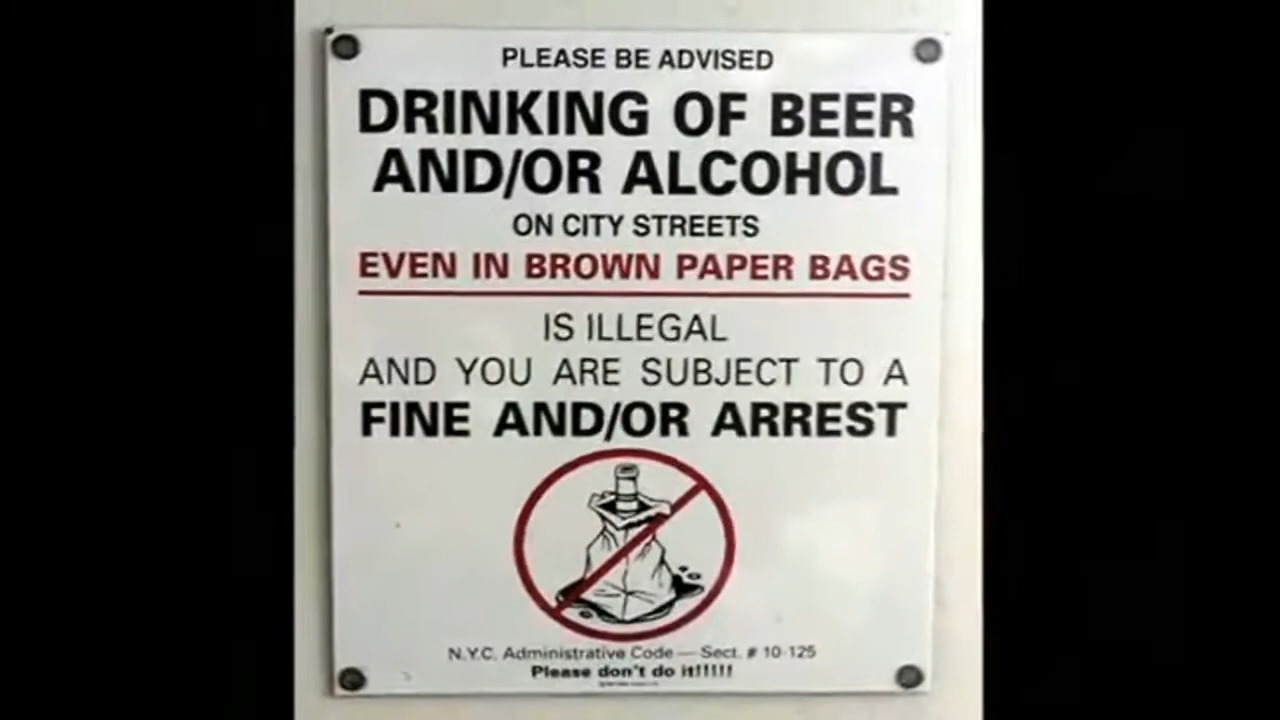 PLEASE BE ADVISED
DRINKING OF BEER
AND/OR ALCOHOL
ON CITY STREETS
EVEN IN BROWN PAPER BAGS
IS ILLEGAL
AND YOU ARE SUBJECT TO A
FINE AND/OR ARREST
N.Y.C. Administrative Code — Sect. # 10-125
Please don't do it!!!!!